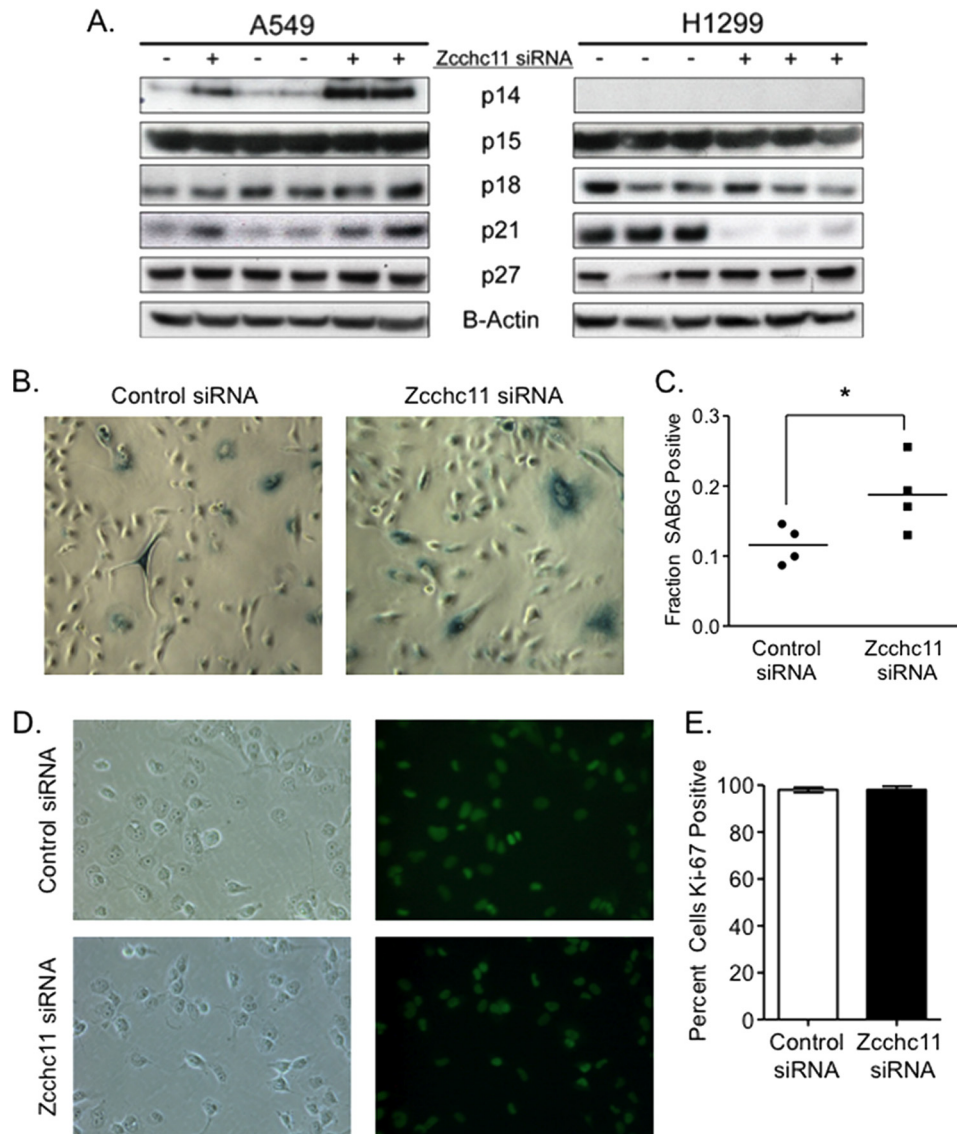 A.
A549
H1299
- + - - + +
Zcchc11 siRNA
- - - + + +
p14
p15
p18
p21
p27
B-Actin
B.
Control siRNA
Zcchc11 siRNA
C.
*
Fraction SABG Positive
0.3
0.2
0.1
0.0
Control
siRNA
Zcchc11
siRNA
D.
Control siRNA
Zcchc11 siRNA
E.
Percent Cells Ki-67 Positive
100
80
60
40
20
0
Control
siRNA
Zcchc11
siRNA